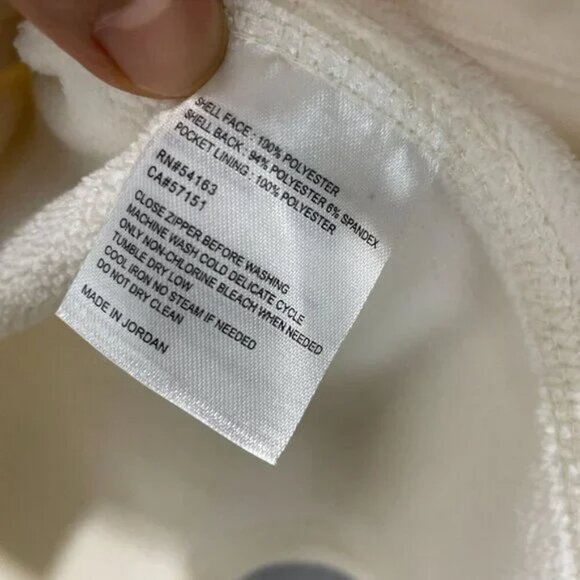 SHELL FACE : 100% POLYESTER
SHELL BACK : 94% POLYESTER 6% SPANDEX
POCKET LINING : 100% POLYESTER
RN#54163
CA#57151
CLOSE ZIPPER BEFORE WASHING
MACHINE WASH COLD DELICATE CYCLE
ONLY NON-CHLORINE BLEACH WHEN NEEDED
TUMBLE DRY LOW
COOL IRON NO STEAM IF NEEDED
DO NOT DRY CLEAN
MADE IN JORDAN